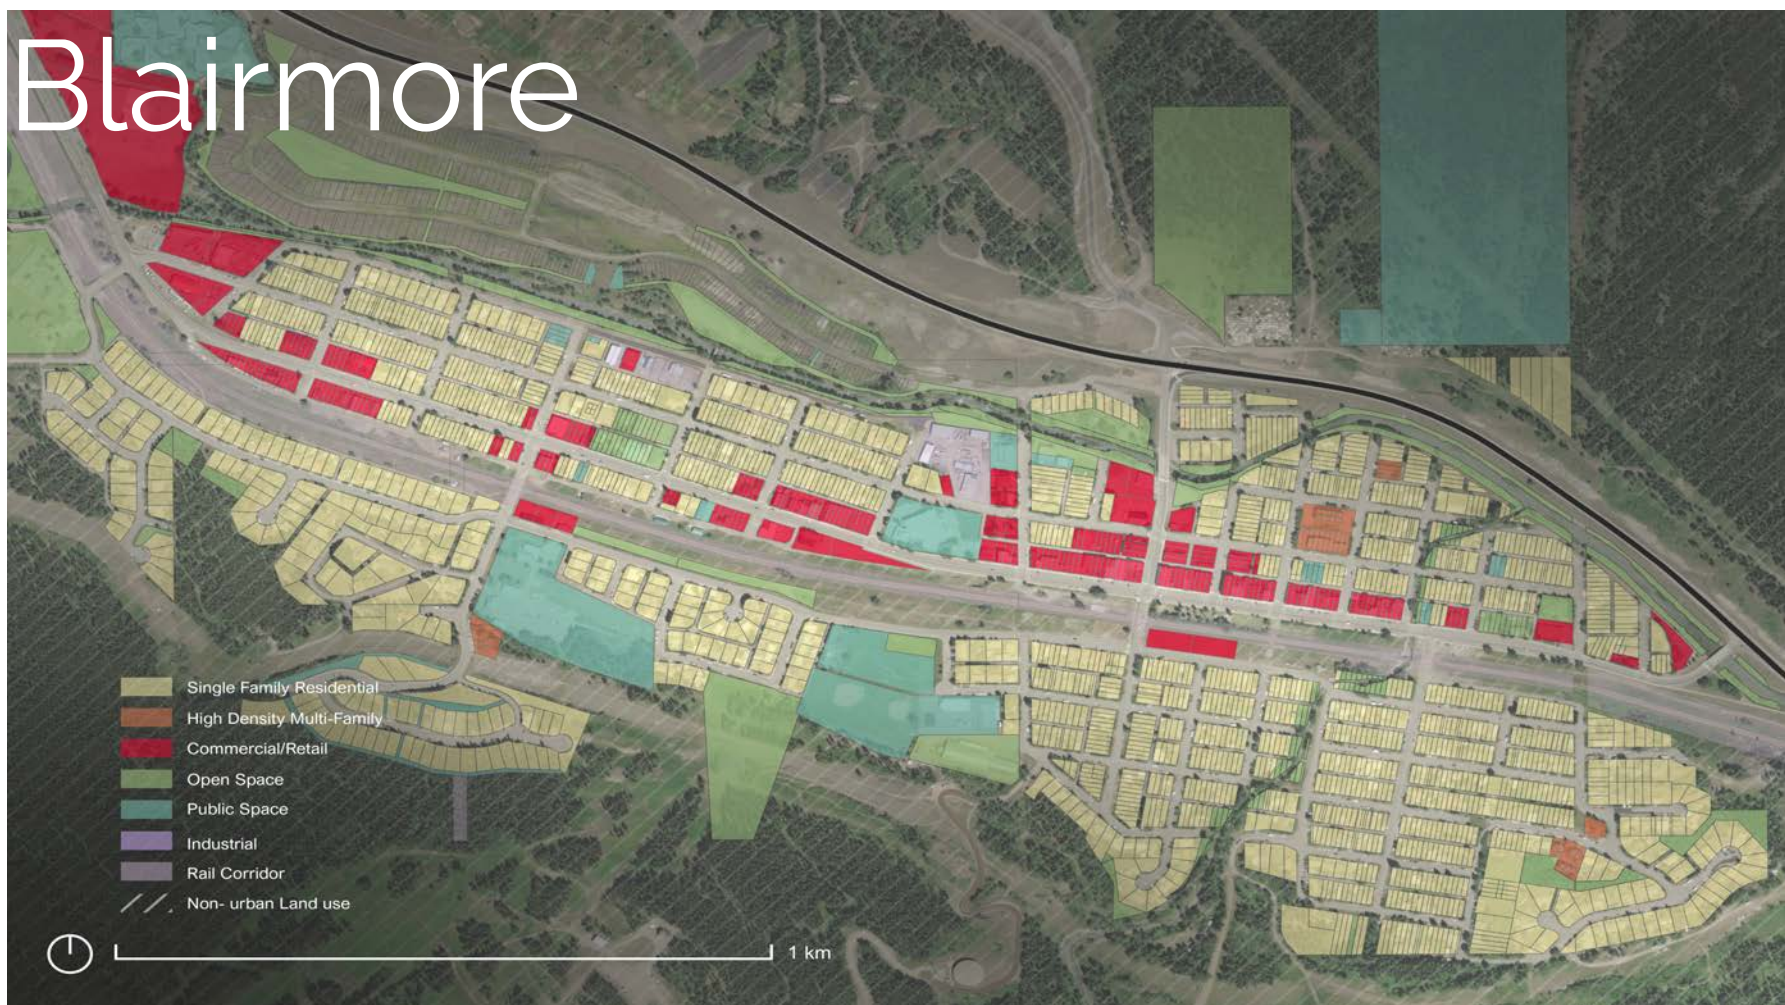 Blairmore
Single Family Residential
High Density Multi-Family
Commercial/Retail
Open Space
Public Space
Industrial
Rail Corridor
Non- urban Land use
1 km